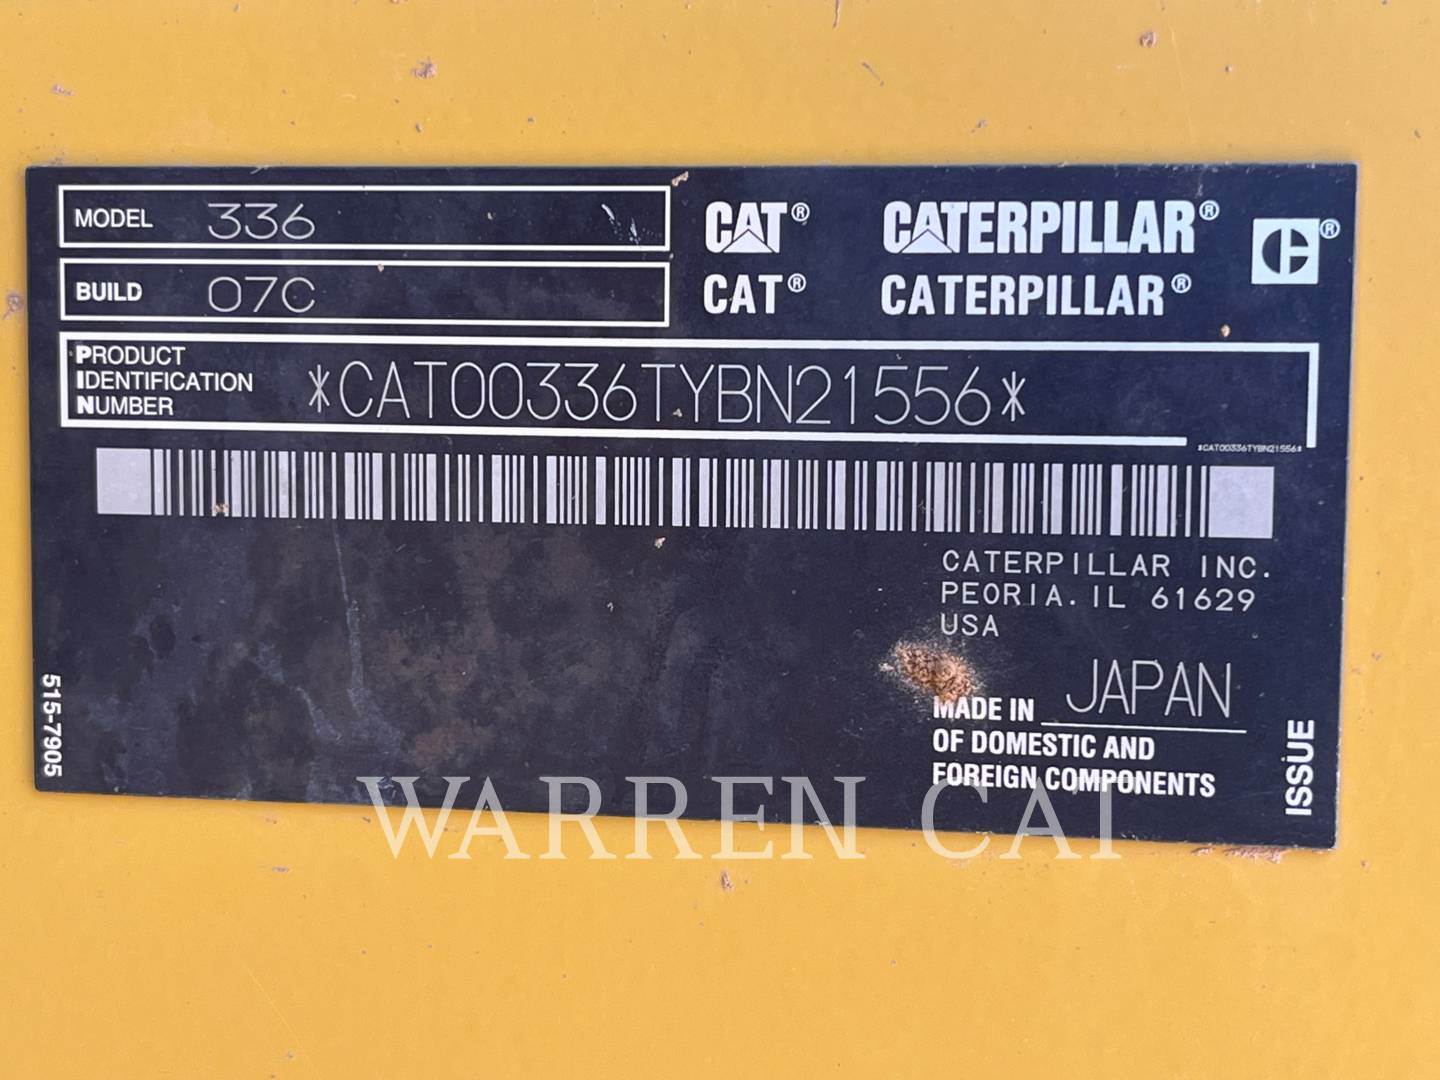 MODEL 336
BUILD 07C
PRODUCT
IDENTIFICATION
NUMBER
*CAT00336TYBN21556*
*CAT00336TYBN21556*
CAT® CATERPILLAR®
CAT® CATERPILLAR®
C ®
CATERPILLAR INC.
PEORIA. IL 61629
USA
MADE IN JAPAN
OF DOMESTIC AND
FOREIGN COMPONENTS
515-7905
ISSUE
WARREN CAT